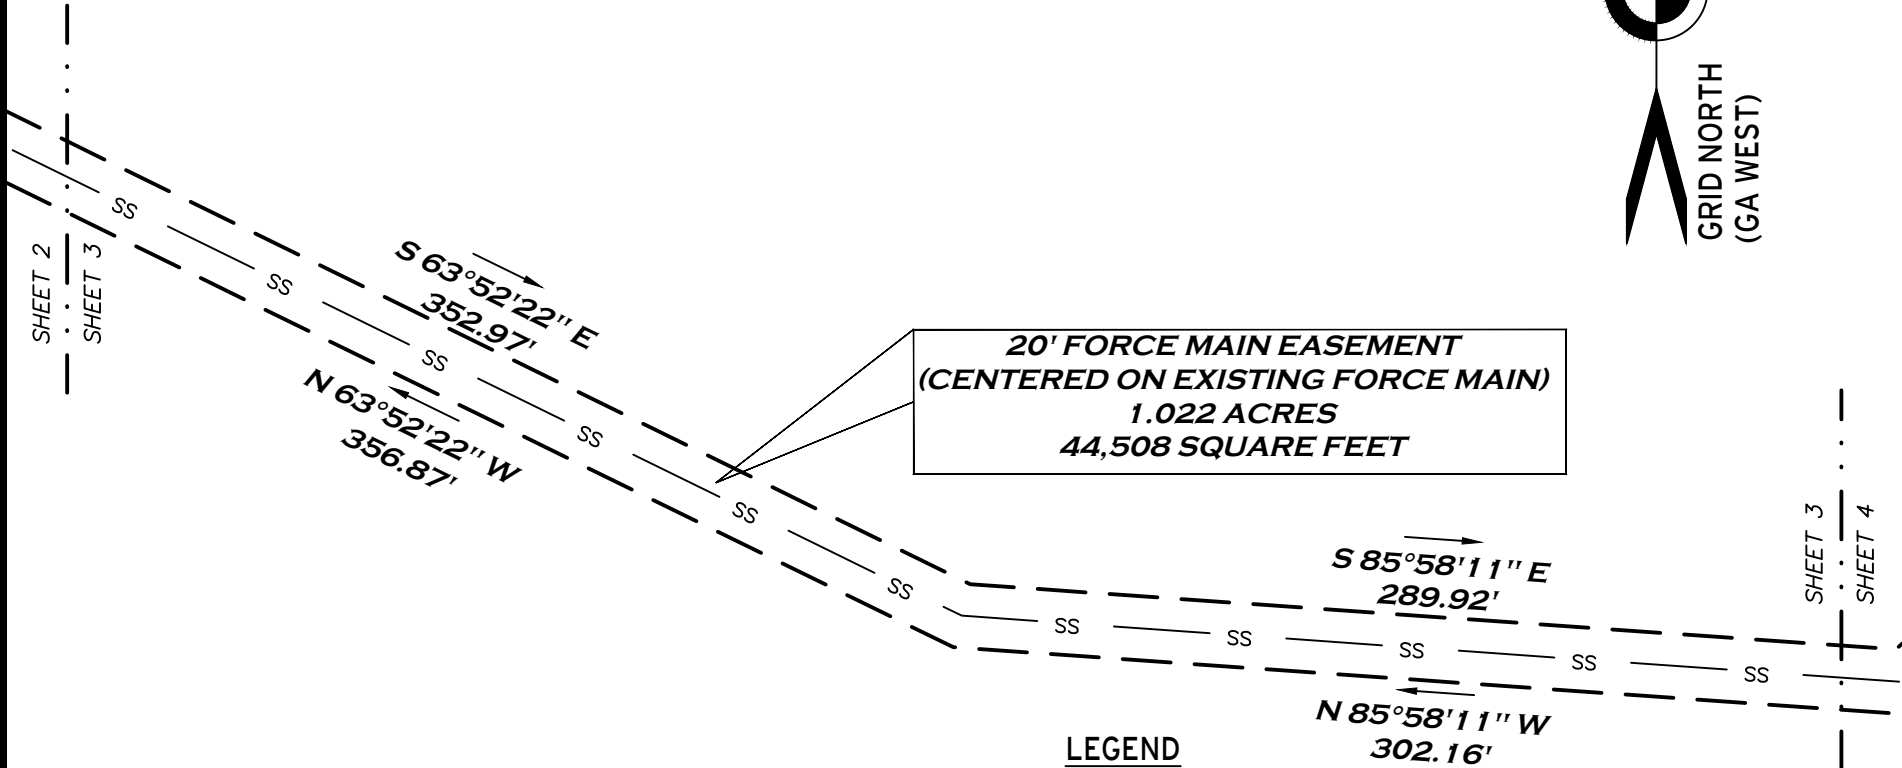 GRID NORTH
(GA WEST)
SHEET 2
SHEET 3
SS
SS
S 63°52'22" E
352.97'
SS
N 63°52'22" W
356.87'
SS
20' FORCE MAIN EASEMENT
(CENTERED ON EXISTING FORCE MAIN)
1.022 ACRES
44,508 SQUARE FEET
SS
SS
SHEET 3
SHEET 4
S 85°58'11" E
289.92'
SS
SS
SS
SS
SS
N 85°58'11" W
302.16'
LEGEND